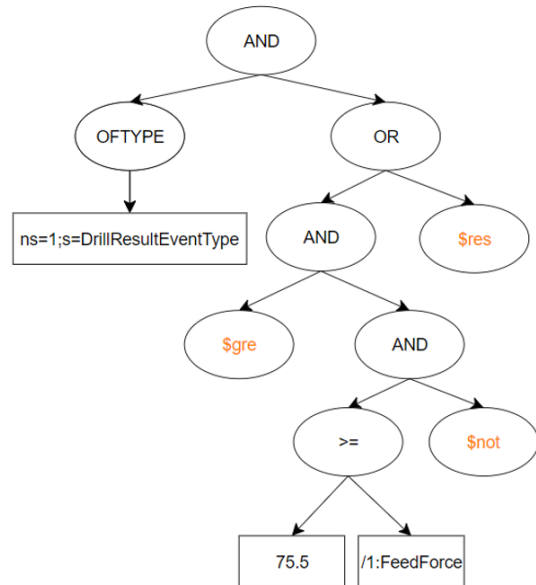 AND
OFTYPE
OR
ns=1;s=DrillResultEventType
AND
$res
$gre
AND
>=
$not
75.5
/1:FeedForce